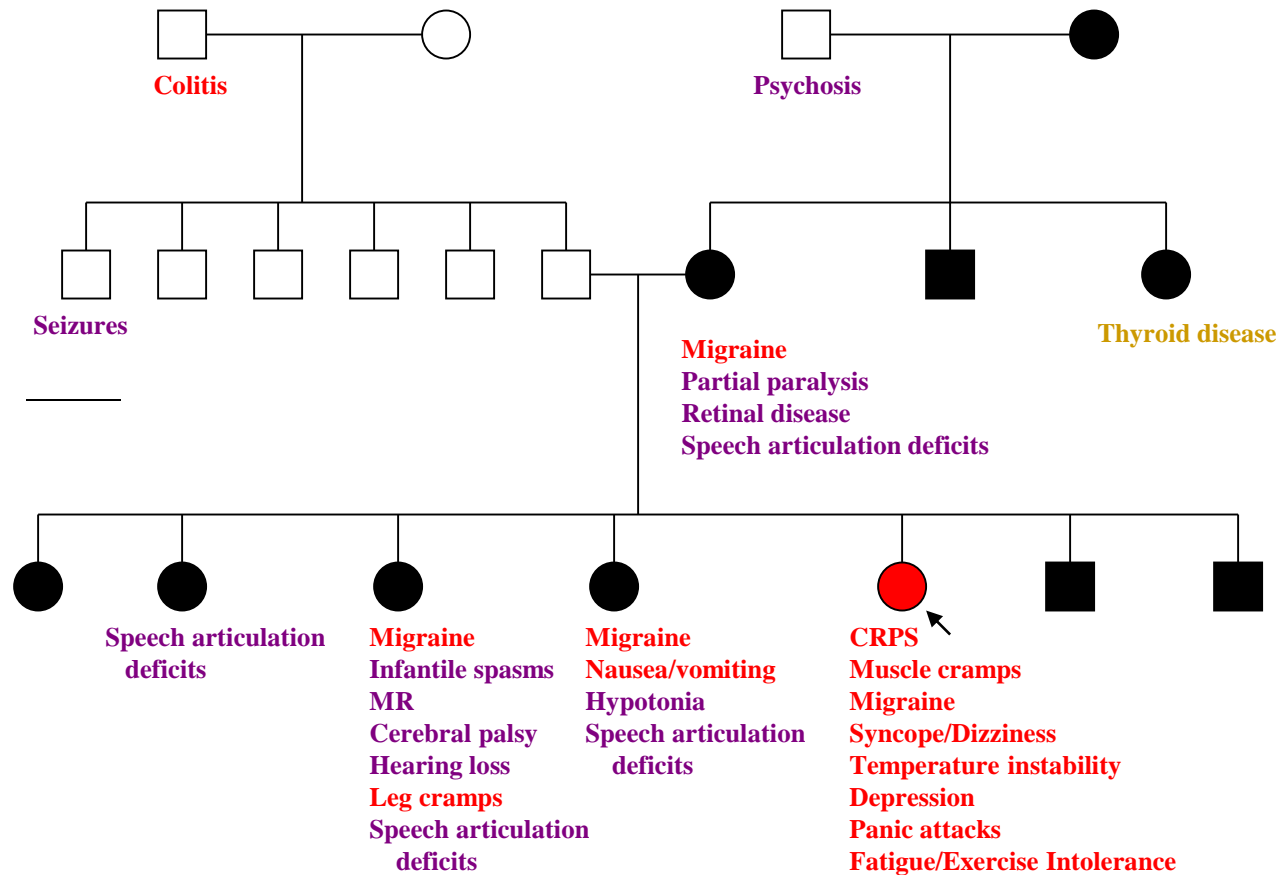 Colitis
Psychosis
Seizures
Thyroid disease
Migraine
Partial paralysis
Retinal disease
Speech articulation deficits
Speech articulation
deficits
Migraine
Infantile spasms
MR
Cerebral palsy
Hearing loss
Leg cramps
Speech articulation
deficits
Migraine
Nausea/vomiting
Hypotonia
Speech articulation
deficits
CRPS
Muscle cramps
Migraine
Syncope/Dizziness
Temperature instability
Depression
Panic attacks
Fatigue/Exercise Intolerance